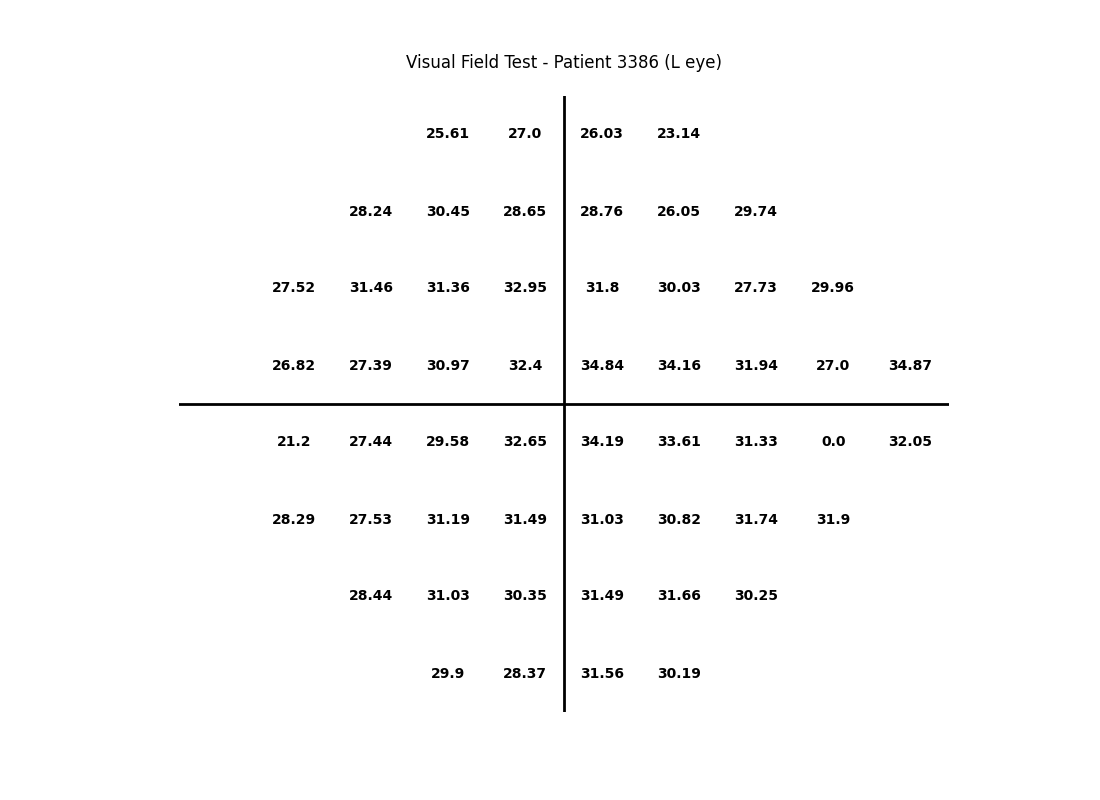 Visual Field Test - Patient 3386 (L eye)
25.61 27.0 26.03 23.14
28.24 30.45 28.65 28.76 26.05 29.74
27.52 31.46 31.36 32.95 31.8 30.03 27.73 29.96
26.82 27.39 30.97 32.4 34.84 34.16 31.94 27.0 34.87
21.2 27.44 29.58 32.65 34.19 33.61 31.33 0.0 32.05
28.29 27.53 31.19 31.49 31.03 30.82 31.74 31.9
28.44 31.03 30.35 31.49 31.66 30.25
29.9 28.37 31.56 30.19